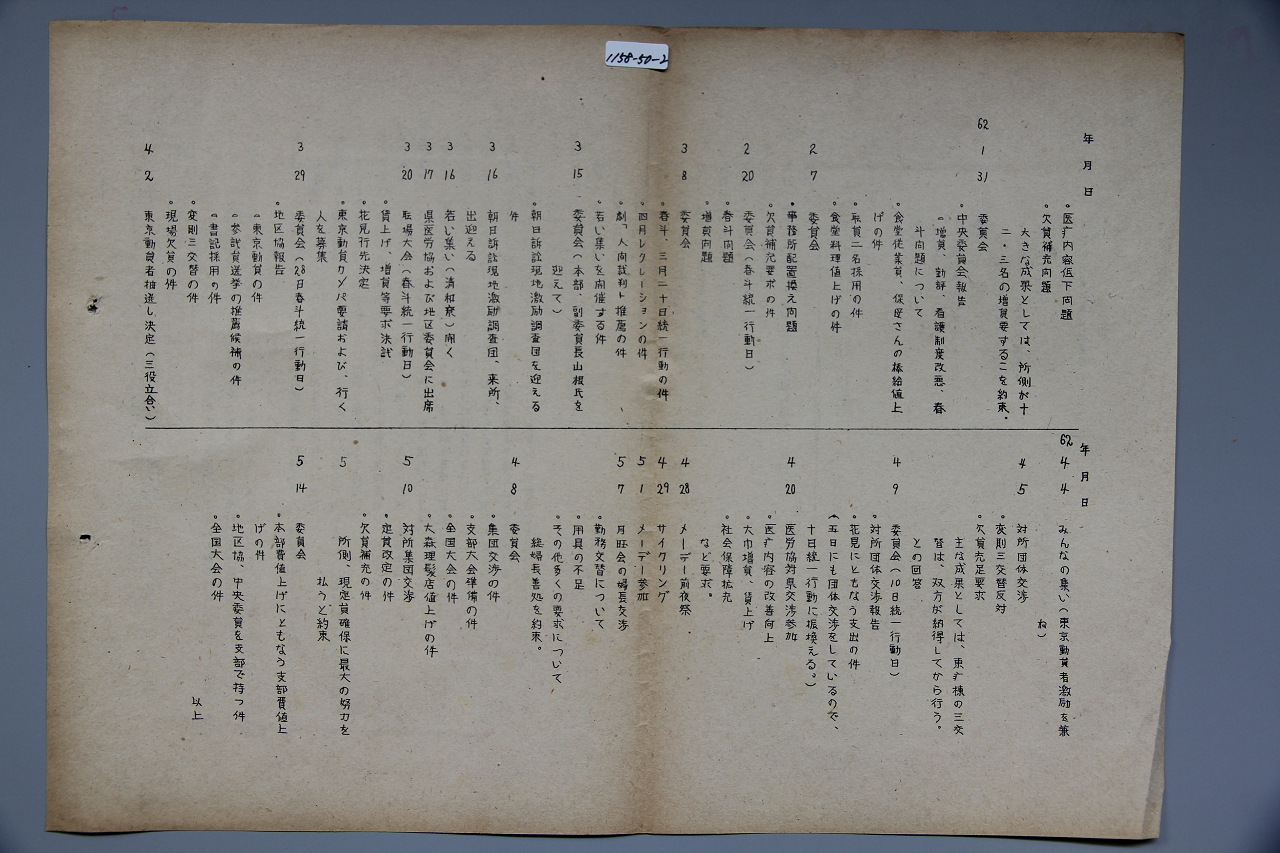 1158-50-2
年 月 日
。医疒内容低下問題
。欠員補充問題
大きな成果としては、所側が十
二・三名の増員要することを約束。
62 1 31 委員会
。中央委員会報告
〃増員、勤評、看護制度改悪、春
斗問題について
。食堂従業員、保母さんの俸給値上
げの件
。転員二名採用の件
。食堂料理値上げの件
2 7 委員会
。事務所配置換え問題
。欠員補充要求の件
2 20 委員会(春斗統一行動日)
。春斗問題
。増員問題
3 8 委員会
。春斗、三月二十日統一行動の件
。四月レクレーションの件
。劇「人間裁判」推薦の件
。若い集いを開催する件
3 15 委員会(本部、副委員長山根氏を
迎えて)
。朝日訴訟現地激励調査団を迎える
件
3 16 朝日訴訟現地激励調査団、来所、
出迎える
3 16 若い集い(清和寮)開く
3 17 県医労協および地区委員会に出席
3 20 転場大会(春斗統一行動日)
。賃上げ、増員等要求決議
。花見行先決定
。東京動員カンパ要請および、行く
人を募集
3 29 委員会(28日春斗統一行動日)
。地区協報告
〃東京動員の件
〃参議員選挙の推薦候補の件
〃書記採用の件
。変則三交替の件
。現場欠員の件
4 2 東京動員者抽選し決定(三役立合い)
年 月 日
62 4 4 みんなの集い(東京動員者激励を兼
ね)
4 5 対所団体交渉
。変則三交替反対
。欠員充足要求
主な成果としては、東疒棟の三交
替は、双方が納得してから行う。
との回答
4 9 委員会(10日統一行動日)
。対所団体交渉報告
。花見にともなう支出の件
(五日にも団体交渉をしているので、
十日統一行動に振換える。)
4 20 医労協対県交渉参加
。医疒内容の改善向上
。大巾増員、賃上げ
。社会保障拡充
など要求。
4 28 メーデー前夜祭
4 29 サイクリング
5 1 メーデー参加
5 7 月旺会の婦長交渉
。勤務交替について
。用具の不足
。その他多くの要求について
総婦長善処を約束。
4 8 委員会
。集団交渉の件
。支部大会準備の件
。全国大会の件
。大森理髪店値上げの件
5 10 対所集団交渉
。定員改定の件
。欠員補充の件
5 所側、現定員確保に最大の努力を
払うと約束
5 14 委員会
。本部費値上げにともなう支部費値上
げの件
。地区協、中央委員を支部で持つ件
。全国大会の件
以上